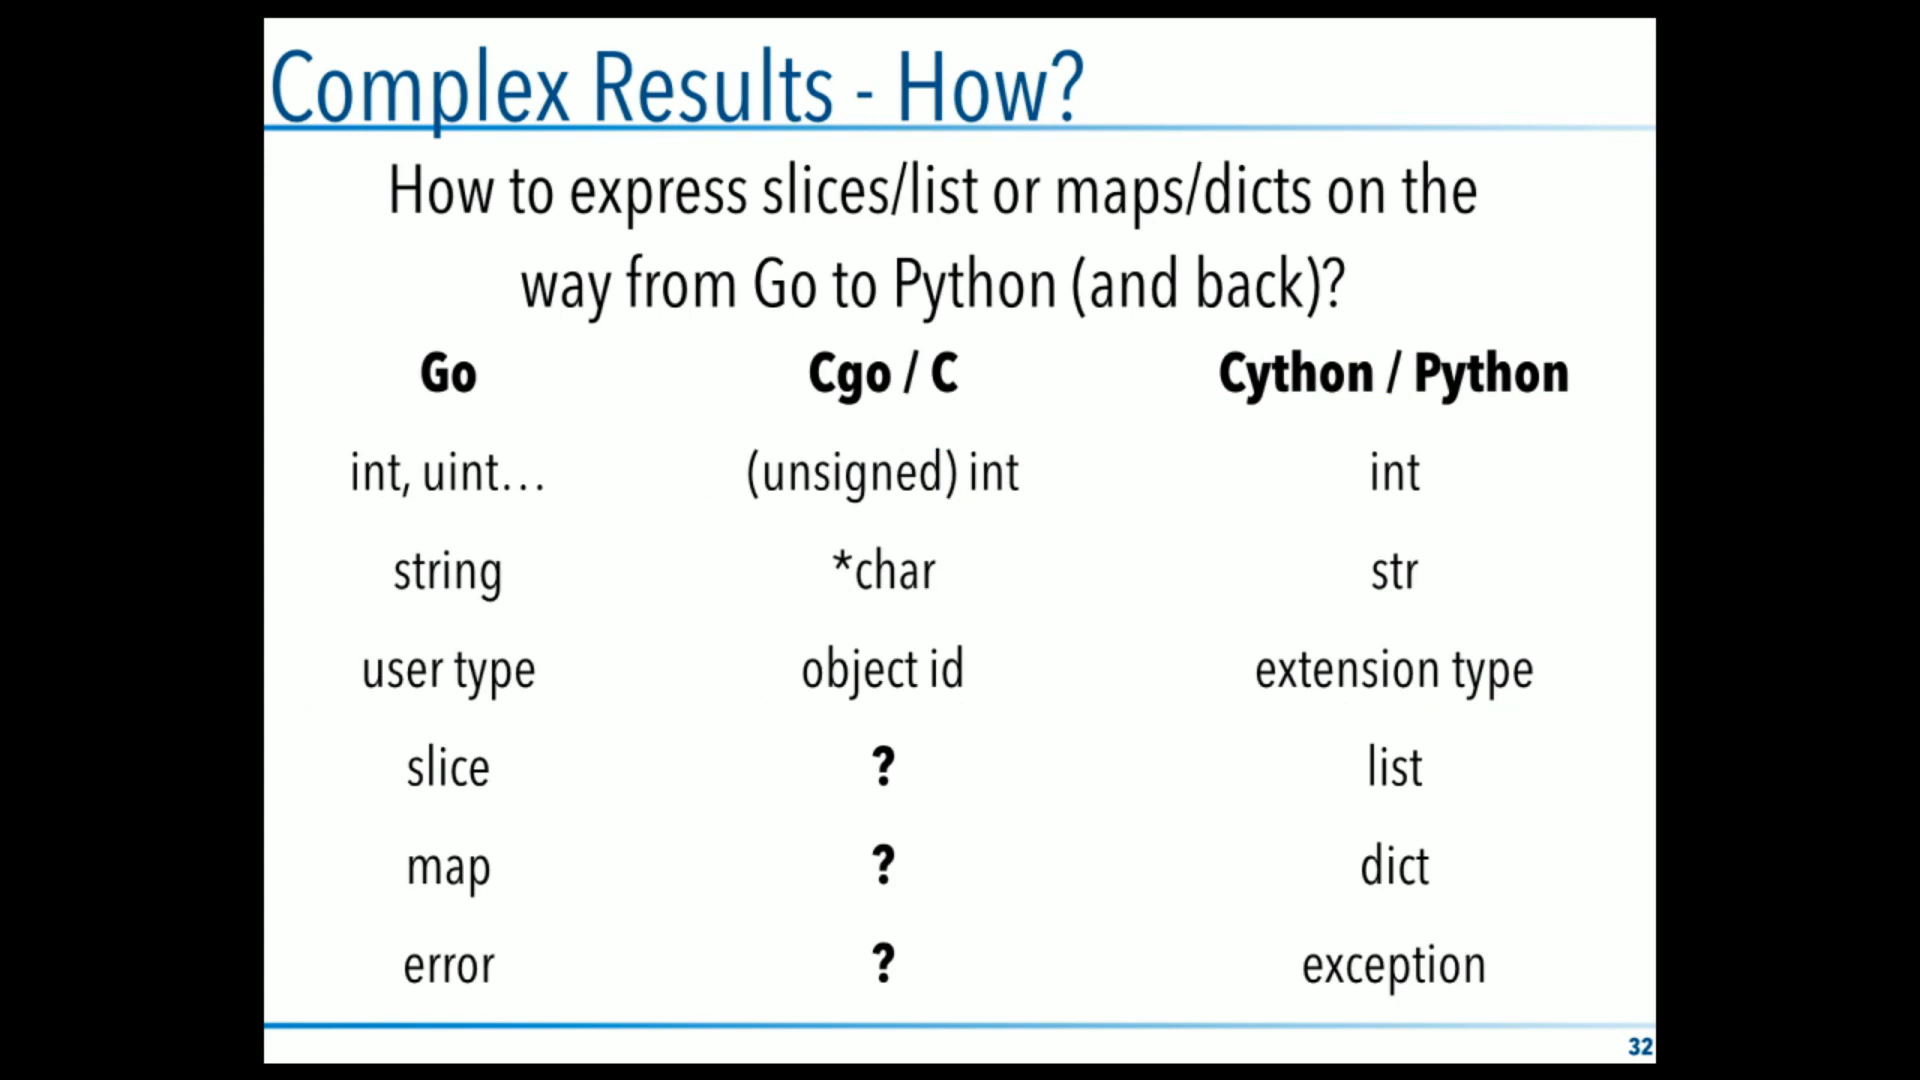 Complex Results - How?
How to express slices/list or maps/dicts on the
way from Go to Python (and back)?
Go Cgo / C Cython / Python
int, uint... (unsigned) int int
string *char str
user type object id extension type
slice ? list
map ? dict
error ? exception
32